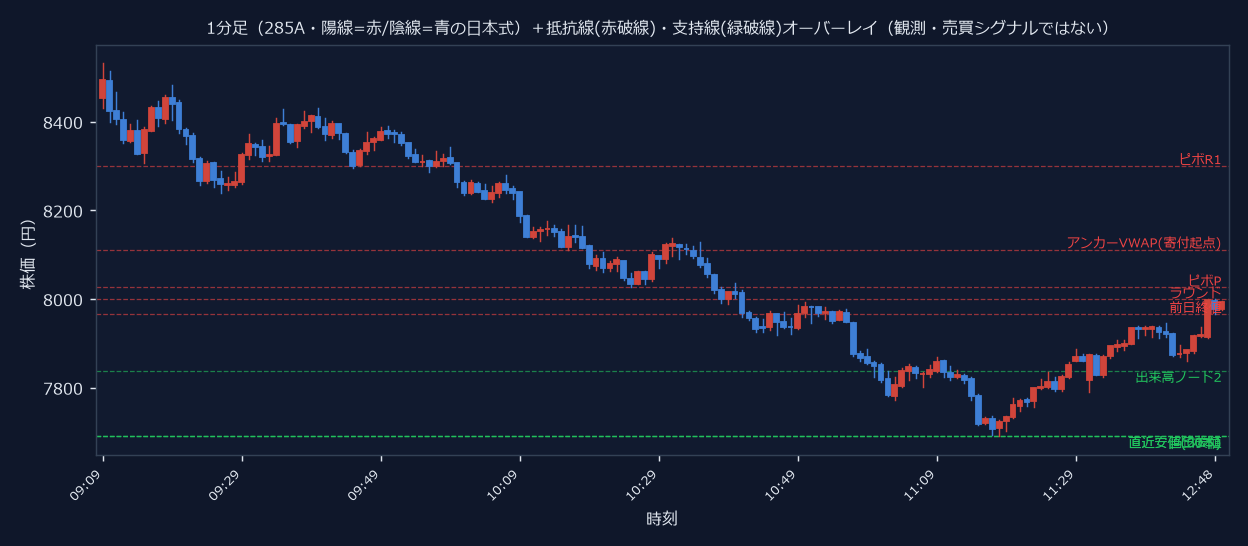 1分足（285A・陽線=赤/陰線=青の日本式）＋抵抗線(赤破線)・支持線(緑破線)オーバーレイ（観測・売買シグナルではない）
株価（円）
8400
8200
8000
7800
ピボR1
アンカーVWAP(寄付起点)
ピボP
ラウンド
前日終値
出来高ノード2
直近安値
09:09
09:29
09:49
10:09
10:29
10:49
11:09
11:29
12:48
時刻